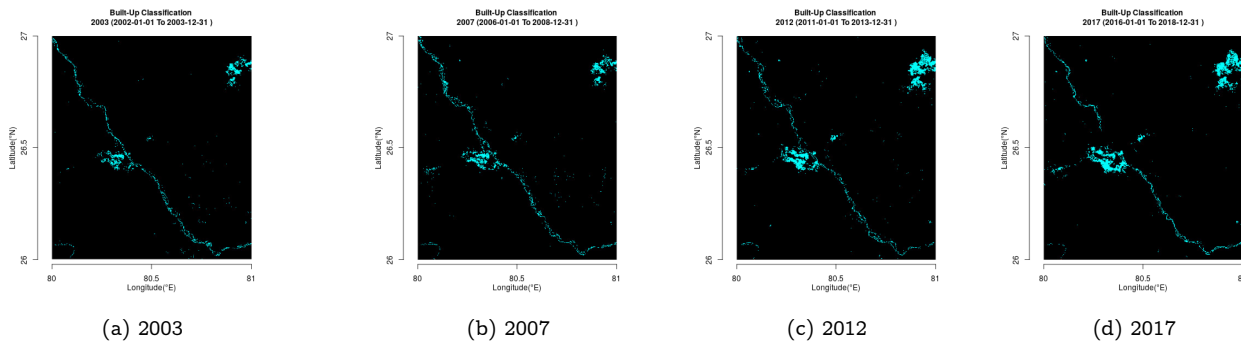 Built-Up Classification
2003 (2002-01-01 To 2003-12-31 )
27
26.5
26
Latitude(°N)
80
80.5
81
Longitude(°E)
(a) 2003
Built-Up Classification
2007 (2006-01-01 To 2008-12-31 )
27
26.5
26
Latitude(°N)
80
80.5
81
Longitude(°E)
(b) 2007
Built-Up Classification
2012 (2011-01-01 To 2013-12-31 )
27
26.5
26
Latitude(°N)
80
80.5
81
Longitude(°E)
(c) 2012
Built-Up Classification
2017 (2016-01-01 To 2018-12-31 )
27
26.5
26
Latitude(°N)
80
80.5
81
Longitude(°E)
(d) 2017